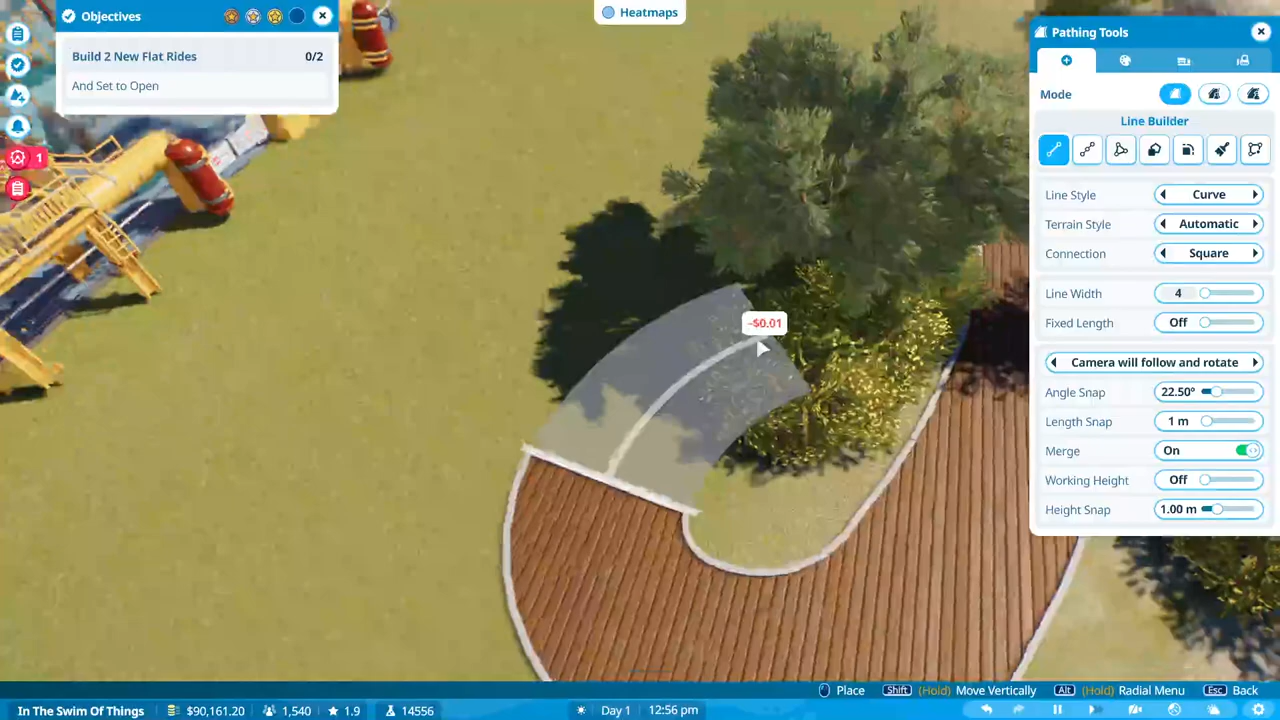 Objectives
Build 2 New Flat Rides 0/2
And Set to Open
1
Heatmaps
-$0.01
Pathing Tools
Mode
Line Builder
Line Style Curve
Terrain Style Automatic
Connection Square
Line Width 4
Fixed Length Off
Camera will follow and rotate
Angle Snap 22.50°
Length Snap 1 m
Merge On
Working Height Off
Height Snap 1.00 m
Place Shift (Hold) Move Vertically Alt (Hold) Radial Menu Esc Back
In The Swim Of Things $90,161.20 1,540 1.9 14556 Day 1 12:56 pm